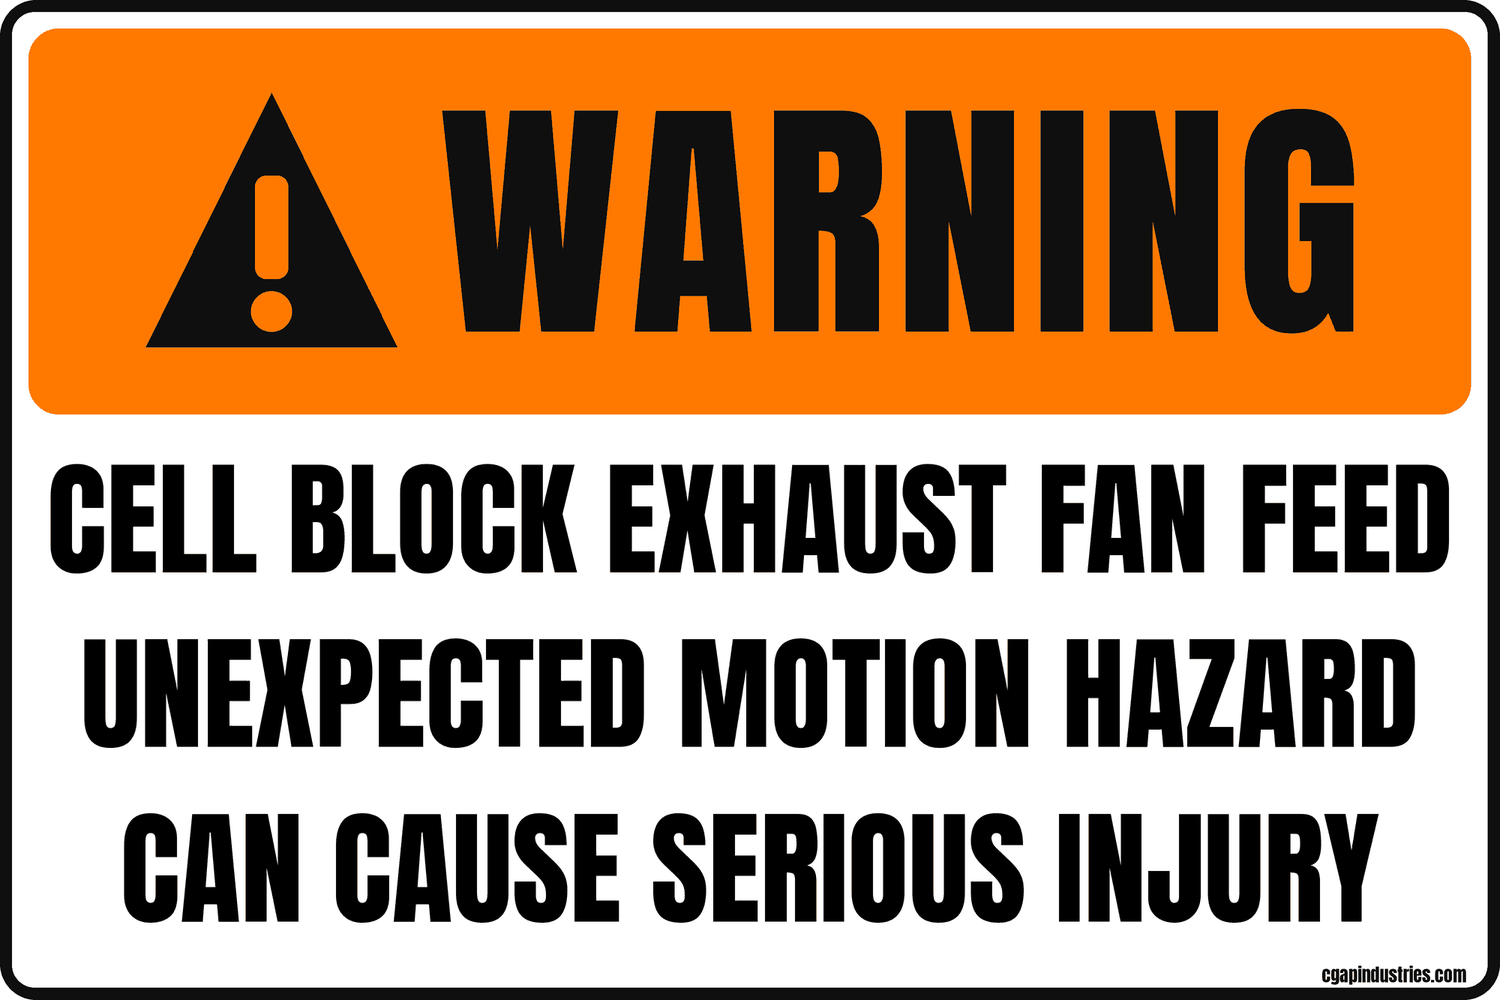 WARNING
CELL BLOCK EXHAUST FAN FEED
UNEXPECTED MOTION HAZARD
CAN CAUSE SERIOUS INJURY
cgapindustries.com